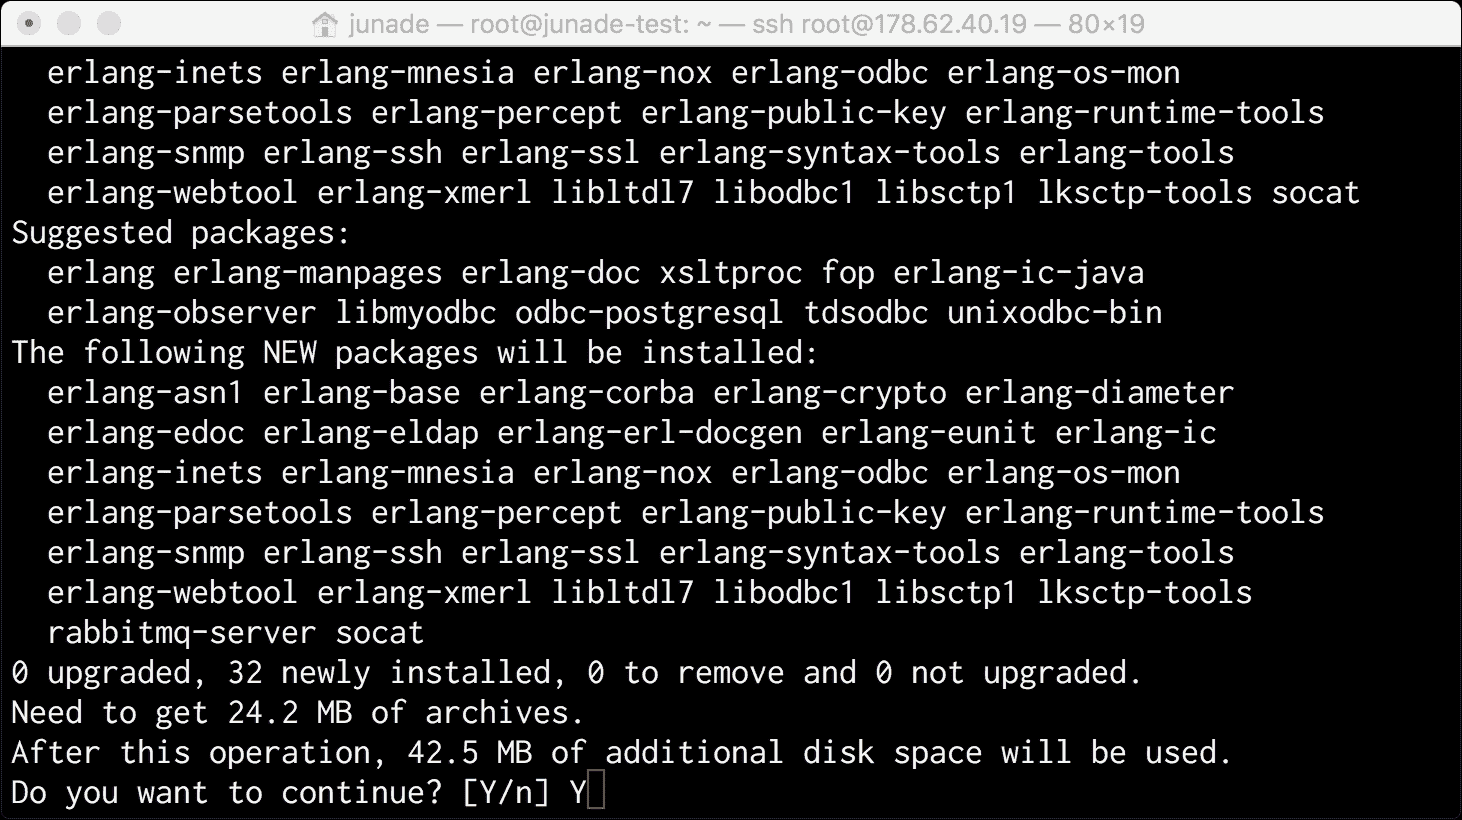 junade — root@junade-test: ~ — ssh root@178.62.40.19 — 80×19
erlang-inets erlang-mnesia erlang-nox erlang-odbc erlang-os-mon
erlang-parsetools erlang-percept erlang-public-key erlang-runtime-tools
erlang-snmp erlang-ssh erlang-ssl erlang-syntax-tools erlang-tools
erlang-webtool erlang-xmerl libltdl7 libodbc1 libsctp1 lksctp-tools socat
Suggested packages:
erlang erlang-manpages erlang-doc xsltproc fop erlang-ic-java
erlang-observer libmyodbc odbc-postgresql tdsodbc unixodbc-bin
The following NEW packages will be installed:
erlang-asn1 erlang-base erlang-corba erlang-crypto erlang-diameter
erlang-edoc erlang-eldap erlang-erl-docgen erlang-eunit erlang-ic
erlang-inets erlang-mnesia erlang-nox erlang-odbc erlang-os-mon
erlang-parsetools erlang-percept erlang-public-key erlang-runtime-tools
erlang-snmp erlang-ssh erlang-ssl erlang-syntax-tools erlang-tools
erlang-webtool erlang-xmerl libltdl7 libodbc1 libsctp1 lksctp-tools
rabbitmq-server socat
0 upgraded, 32 newly installed, 0 to remove and 0 not upgraded.
Need to get 24.2 MB of archives.
After this operation, 42.5 MB of additional disk space will be used.
Do you want to continue? [Y/n] Y